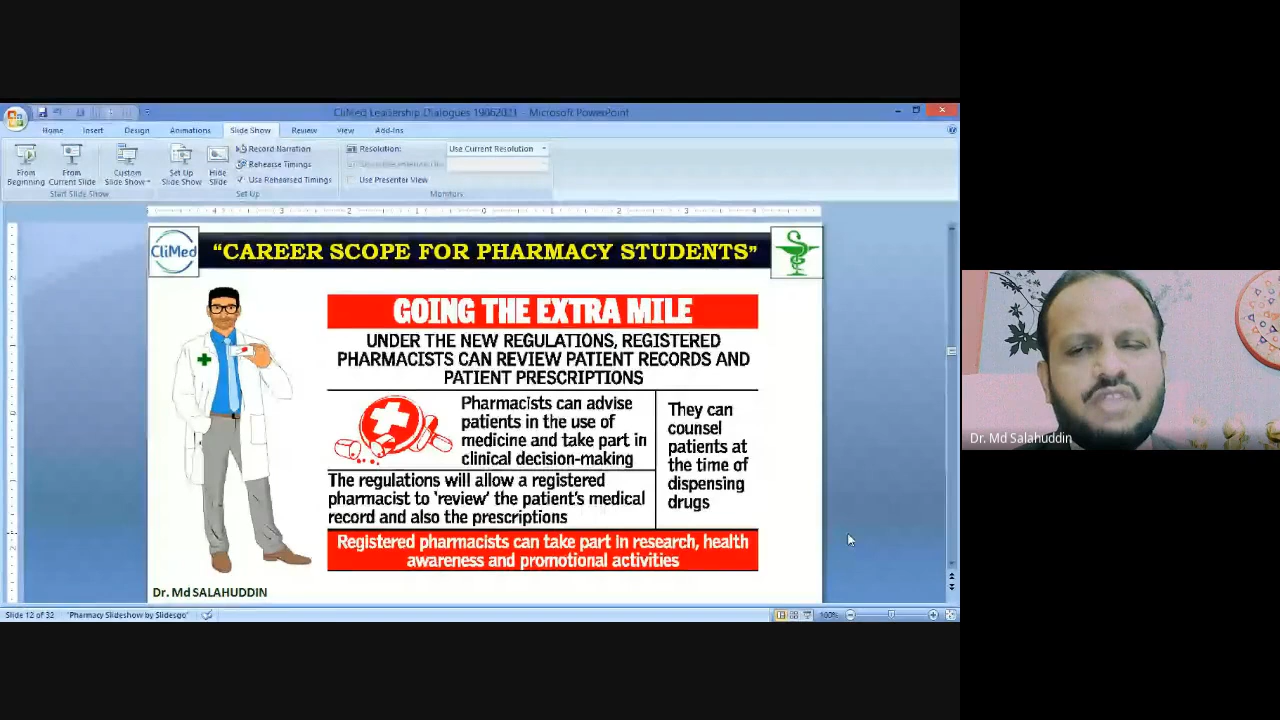 CliMed Leadership Dialogues 19062021 - Microsoft PowerPoint
Home Insert Design Animations Slide Show Review View Add-Ins
Record Narration
Rehearse Timings
Use Rehearsed Timings
From Beginning
From Current Slide
Custom Slide Show
Set Up Slide Show
Hide Slide
Resolution: Use Current Resolution
Use Presenter View
Start Slide Show Set Up Monitors
CliMed
“CAREER SCOPE FOR PHARMACY STUDENTS”
GOING THE EXTRA MILE
UNDER THE NEW REGULATIONS, REGISTERED
PHARMACISTS CAN REVIEW PATIENT RECORDS AND
PATIENT PRESCRIPTIONS
Pharmacists can advise
patients in the use of
medicine and take part in
clinical decision-making
They can
counsel
patients at
the time of
dispensing
drugs
The regulations will allow a registered
pharmacist to 'review' the patient's medical
record and also the prescriptions
Registered pharmacists can take part in research, health
awareness and promotional activities
Dr. Md SALAHUDDIN
Slide 12 of 32 "Pharmacy Slideshow by Slidesgo" 100%
Dr. Md Salahuddin